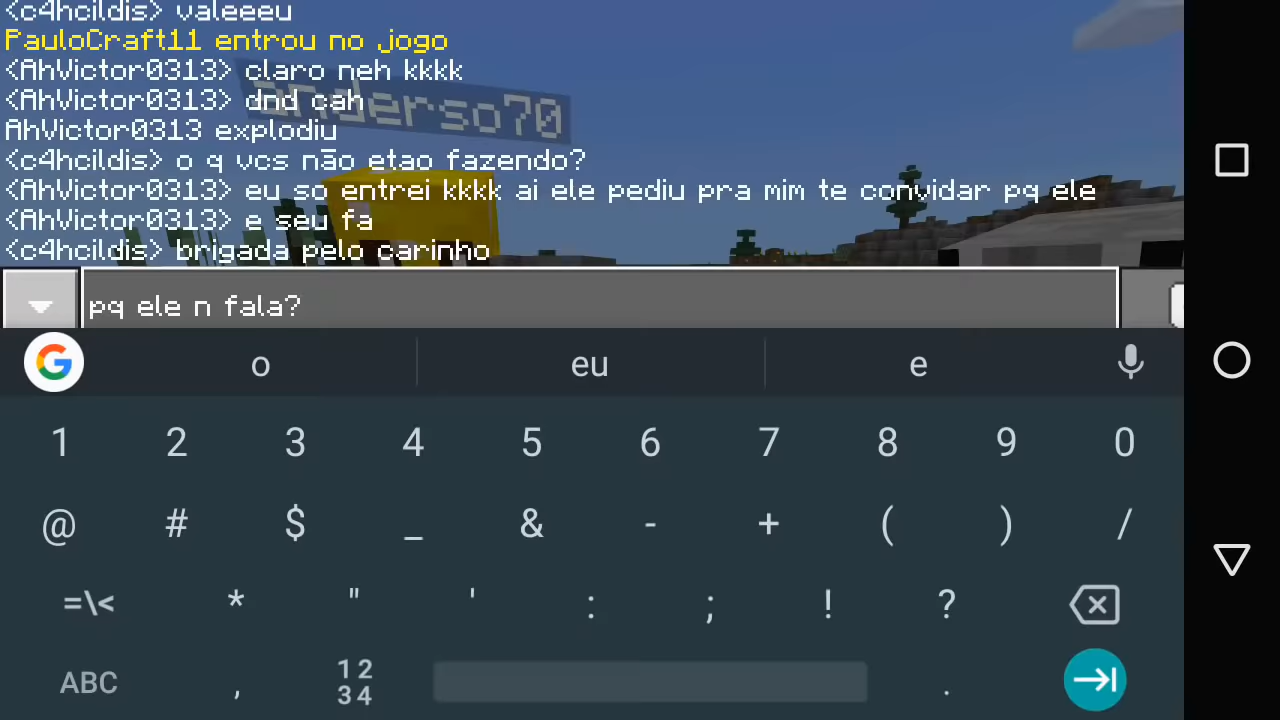 <c4hcildis> valeeeu
PauloCraft11 entrou no jogo
<AhVictor0313> claro neh kkkk
<AhVictor0313> dnd cah
anderso70
AhVictor0313 explodiu
<c4hcildis> o q vcs não etao fazendo?
<AhVictor0313> eu so entrei kkkk ai ele pediu pra mim te convidar pq ele
<AhVictor0313> e seu fa
<c4hcildis> brigada pelo carinho
pq ele n fala?
G o eu e
1 2 3 4 5 6 7 8 9 0
@ # $ _ & - + ( ) /
=\< * " ' : ; ! ?
ABC , 12 34 .